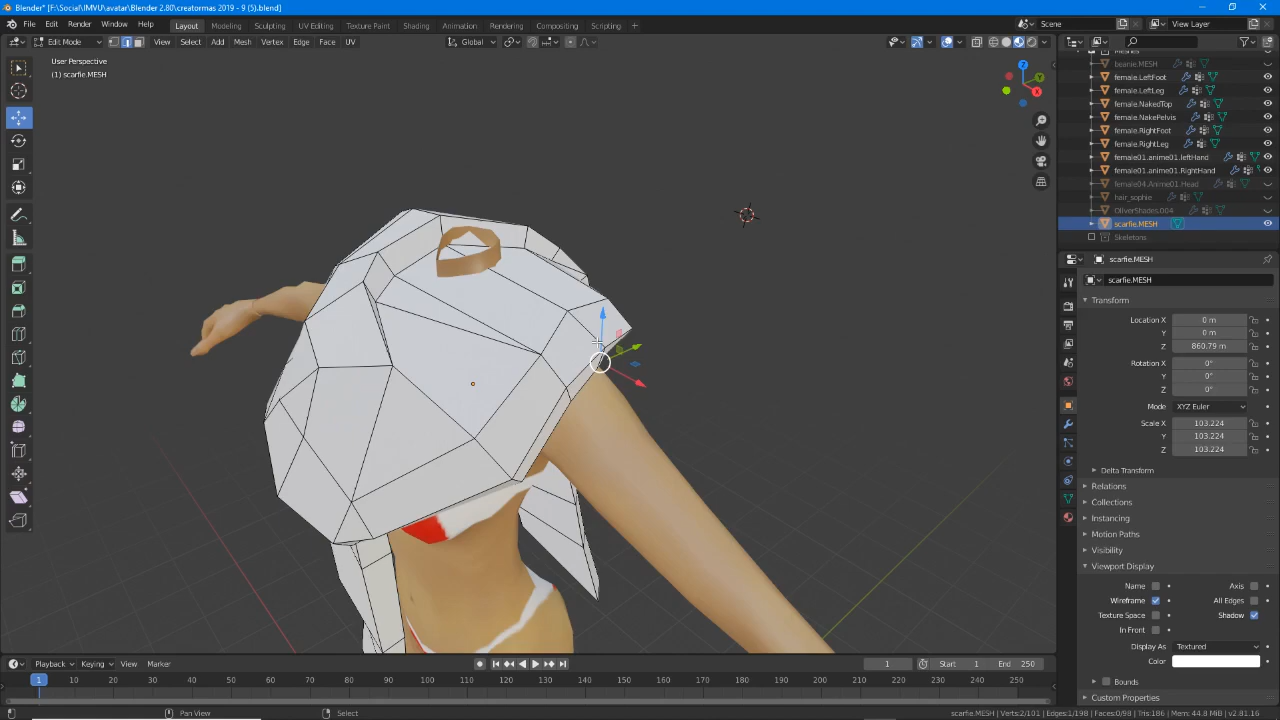 Blender* [F:\Social\IMVU\avatar\Blender 2.80\creatormas 2019 - 9 (5).blend]
File Edit Render Window Help Layout Modeling Sculpting UV Editing Texture Paint Shading Animation Rendering Compositing Scripting Scene View Layer
Edit Mode View Select Add Mesh Vertex Edge Face UV Global
User Perspective
(1) scarfie.MESH
Meshes
beanie.MESH
female.LeftFoot
female.LeftLeg
female.NakedTop
female.NakePelvis
female.RightFoot
female.RightLeg
female01.anime01.leftHand
female01.anime01.RightHand
female04.Anime01.Head
hair_sophie
OliverShades.004
scarfie.MESH
Skeletons
scarfie.MESH
scarfie.MESH
Transform
Location X 0 m
Y 0 m
Z 860.79 m
Rotation X 0°
Y 0°
Z 0°
Mode XYZ Euler
Scale X 103.224
Y 103.224
Z 103.224
Delta Transform
Relations
Collections
Instancing
Motion Paths
Visibility
Viewport Display
Name Axis
Wireframe All Edges
Texture Space Shadow
In Front
Display As Textured
Color
Bounds
Custom Properties
Z Y X
Playback Keying View Marker 1 Start 1 End 250
1 10 20 30 40 50 60 70 80 90 100 110 120 130 140 150 160 170 180 190 200 210 220 230 240 250
Pan View Select scarfie.MESH | Verts:2/101 | Edges:1/198 | Faces:0/98 | Tris:186 | Mem: 44.8 MiB | v2.81.16